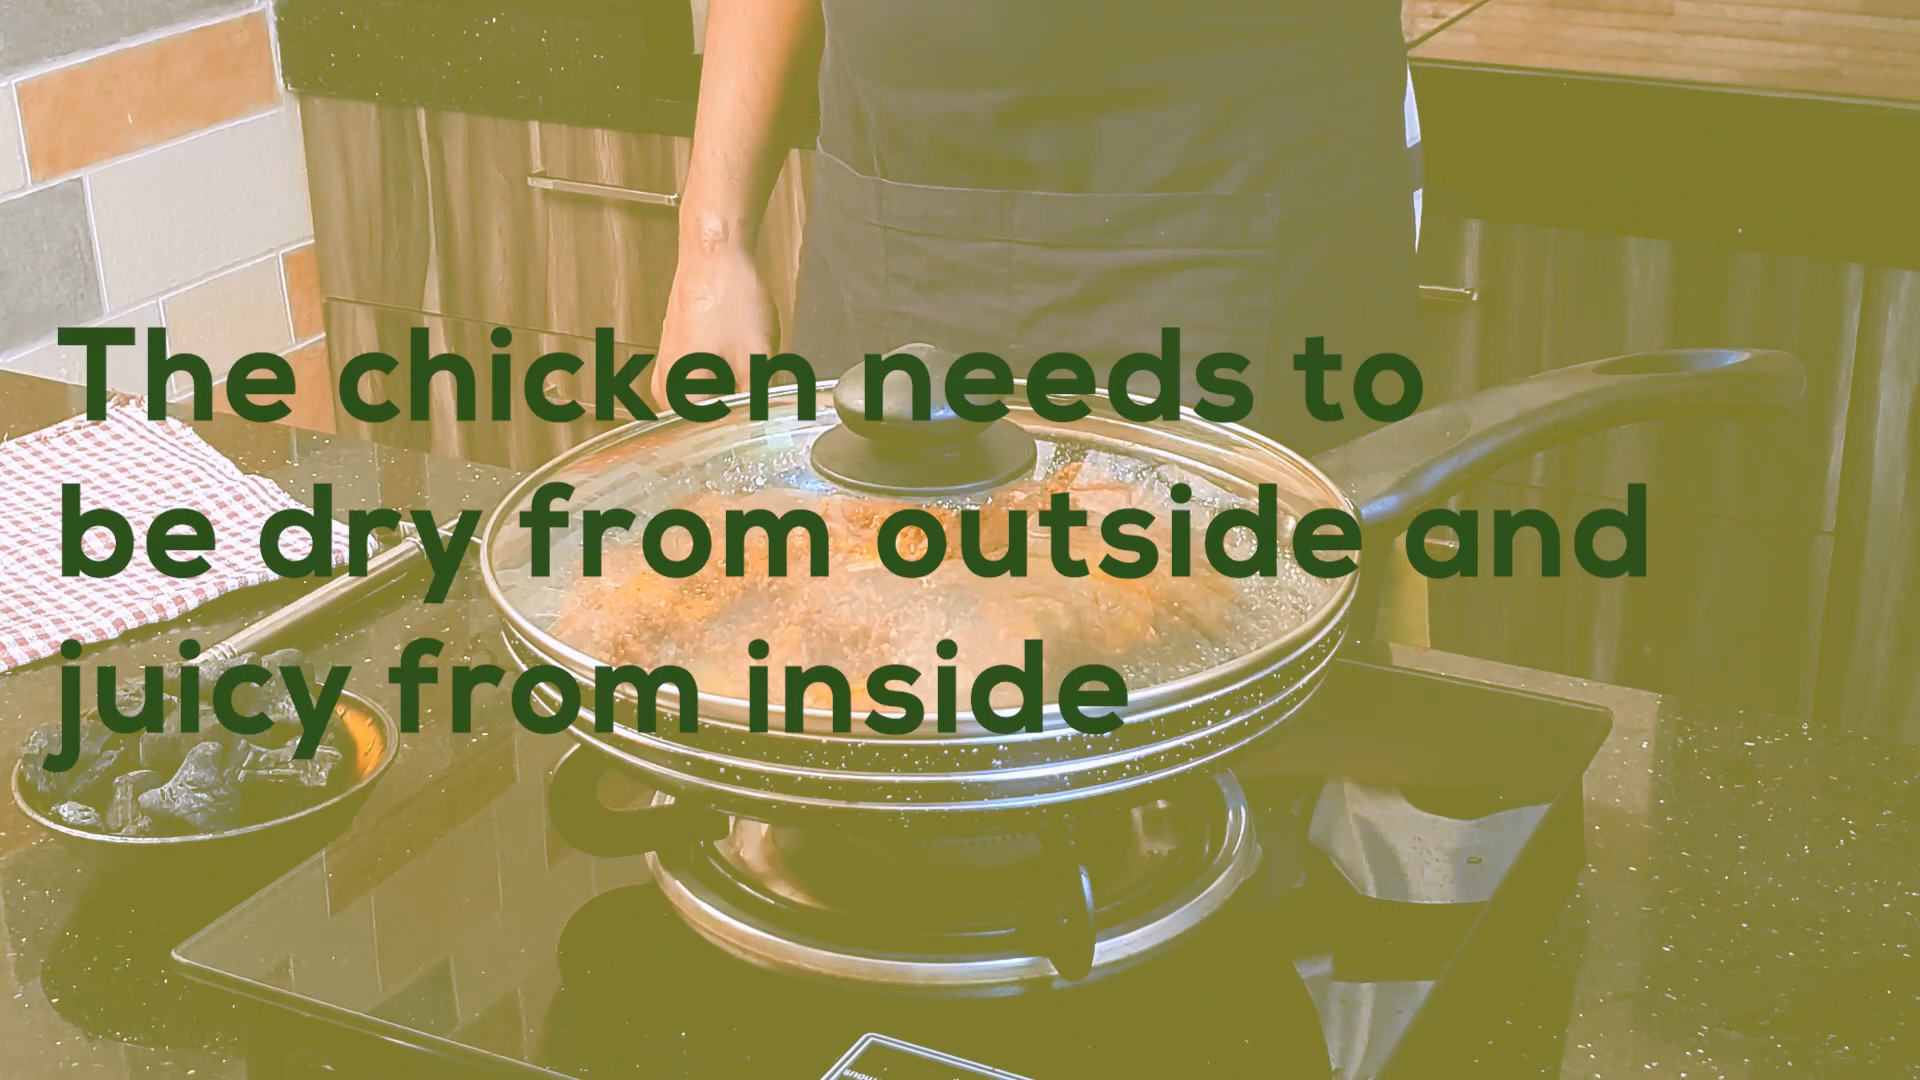 The chicken needs to
be dry from outside and
juicy from inside